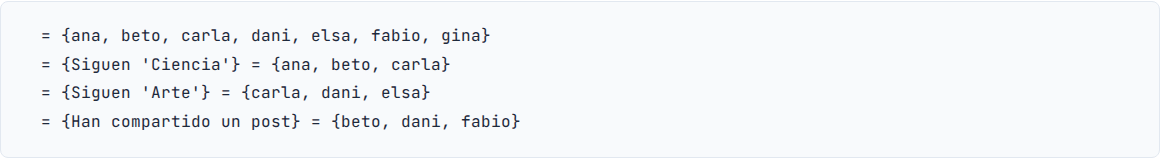 = {ana, beto, carla, dani, elsa, fabio, gina}
= {Siguen 'Ciencia'} = {ana, beto, carla}
= {Siguen 'Arte'} = {carla, dani, elsa}
= {Han compartido un post} = {beto, dani, fabio}